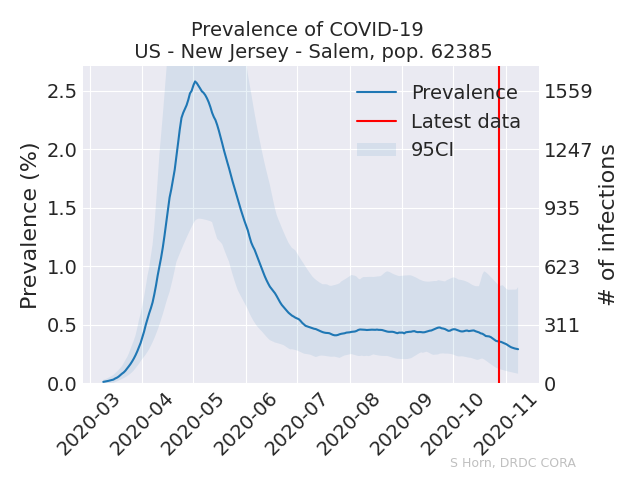 Prevalence of COVID-19
US - New Jersey - Salem, pop. 62385
Prevalence (%)
2.5
2.0
1.5
1.0
0.5
0.0
Prevalence
Latest data
95CI
1559
1247
935
623
311
0
# of infections
2020-03
2020-04
2020-05
2020-06
2020-07
2020-08
2020-09
2020-10
2020-11
S Horn, DRDC CORA